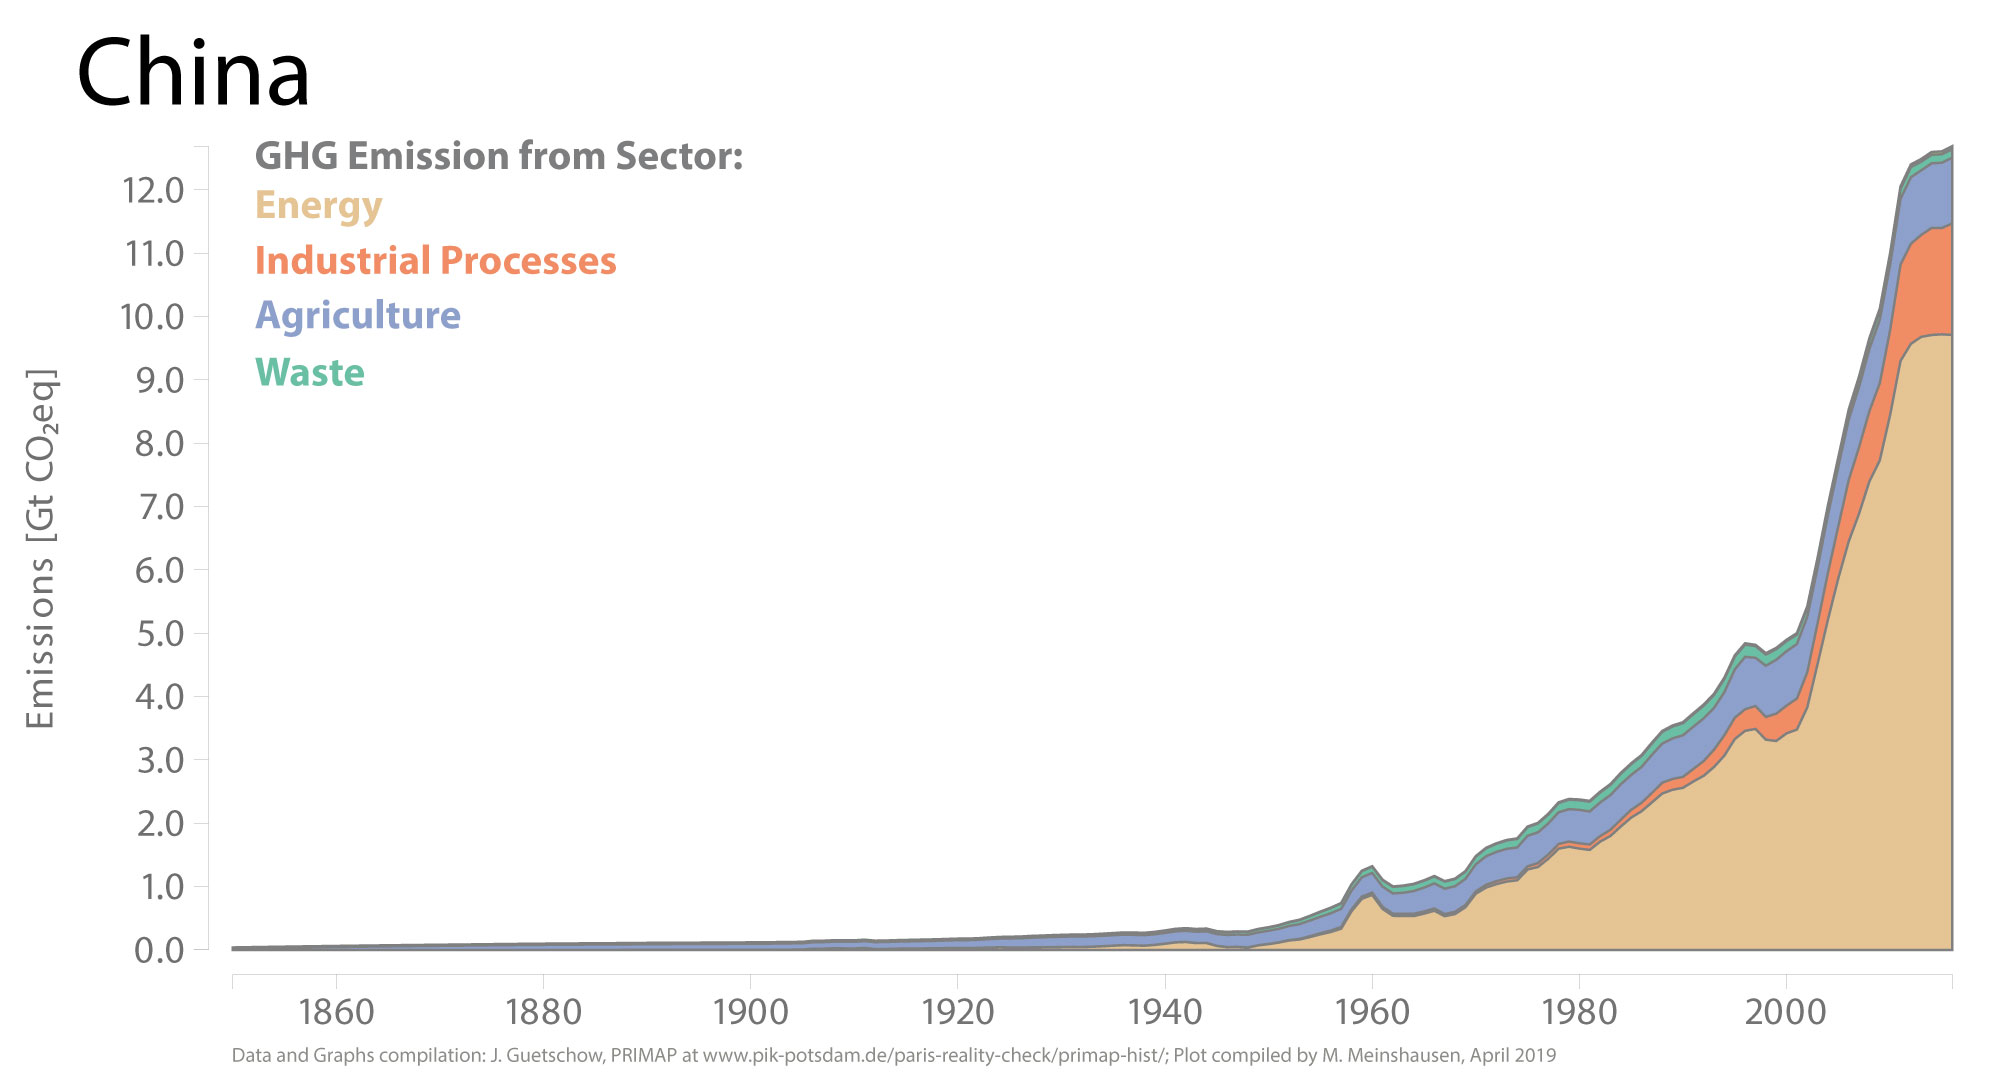 China
GHG Emission from Sector:
Energy
Industrial Processes
Agriculture
Waste
Emissions [Gt CO₂eq]
12.0
11.0
10.0
9.0
8.0
7.0
6.0
5.0
4.0
3.0
2.0
1.0
0.0
1860 1880 1900 1920 1940 1960 1980 2000
Data and Graphs compilation: J. Guetschow, PRIMAP at www.pik-potsdam.de/paris-reality-check/primap-hist/; Plot compiled by M. Meinshausen, April 2019